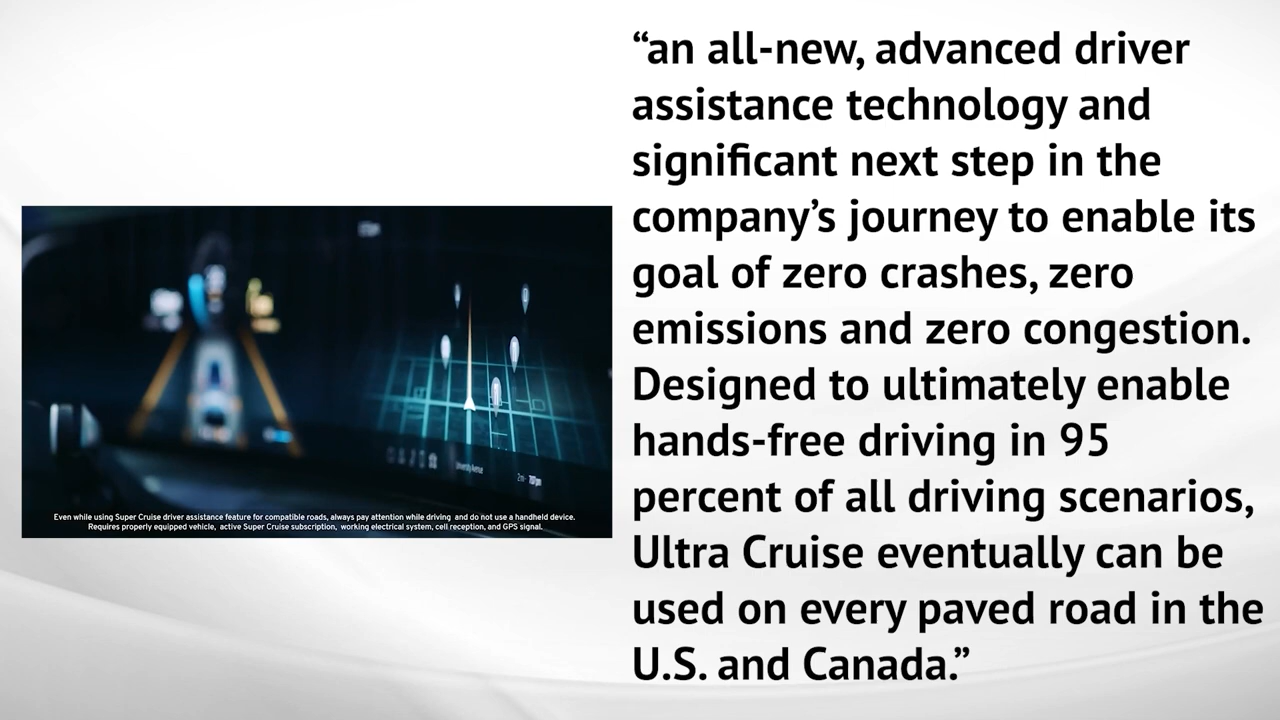 “an all-new, advanced driver
assistance technology and
significant next step in the
company’s journey to enable its
goal of zero crashes, zero
emissions and zero congestion.
Designed to ultimately enable
hands-free driving in 95
percent of all driving scenarios,
Ultra Cruise eventually can be
used on every paved road in the
U.S. and Canada.”
University Avenue
Even while using Super Cruise driver assistance feature for compatible roads, always pay attention while driving and do not use a handheld device.
Requires properly equipped vehicle, active Super Cruise subscription, working electrical system, cell reception, and GPS signal.